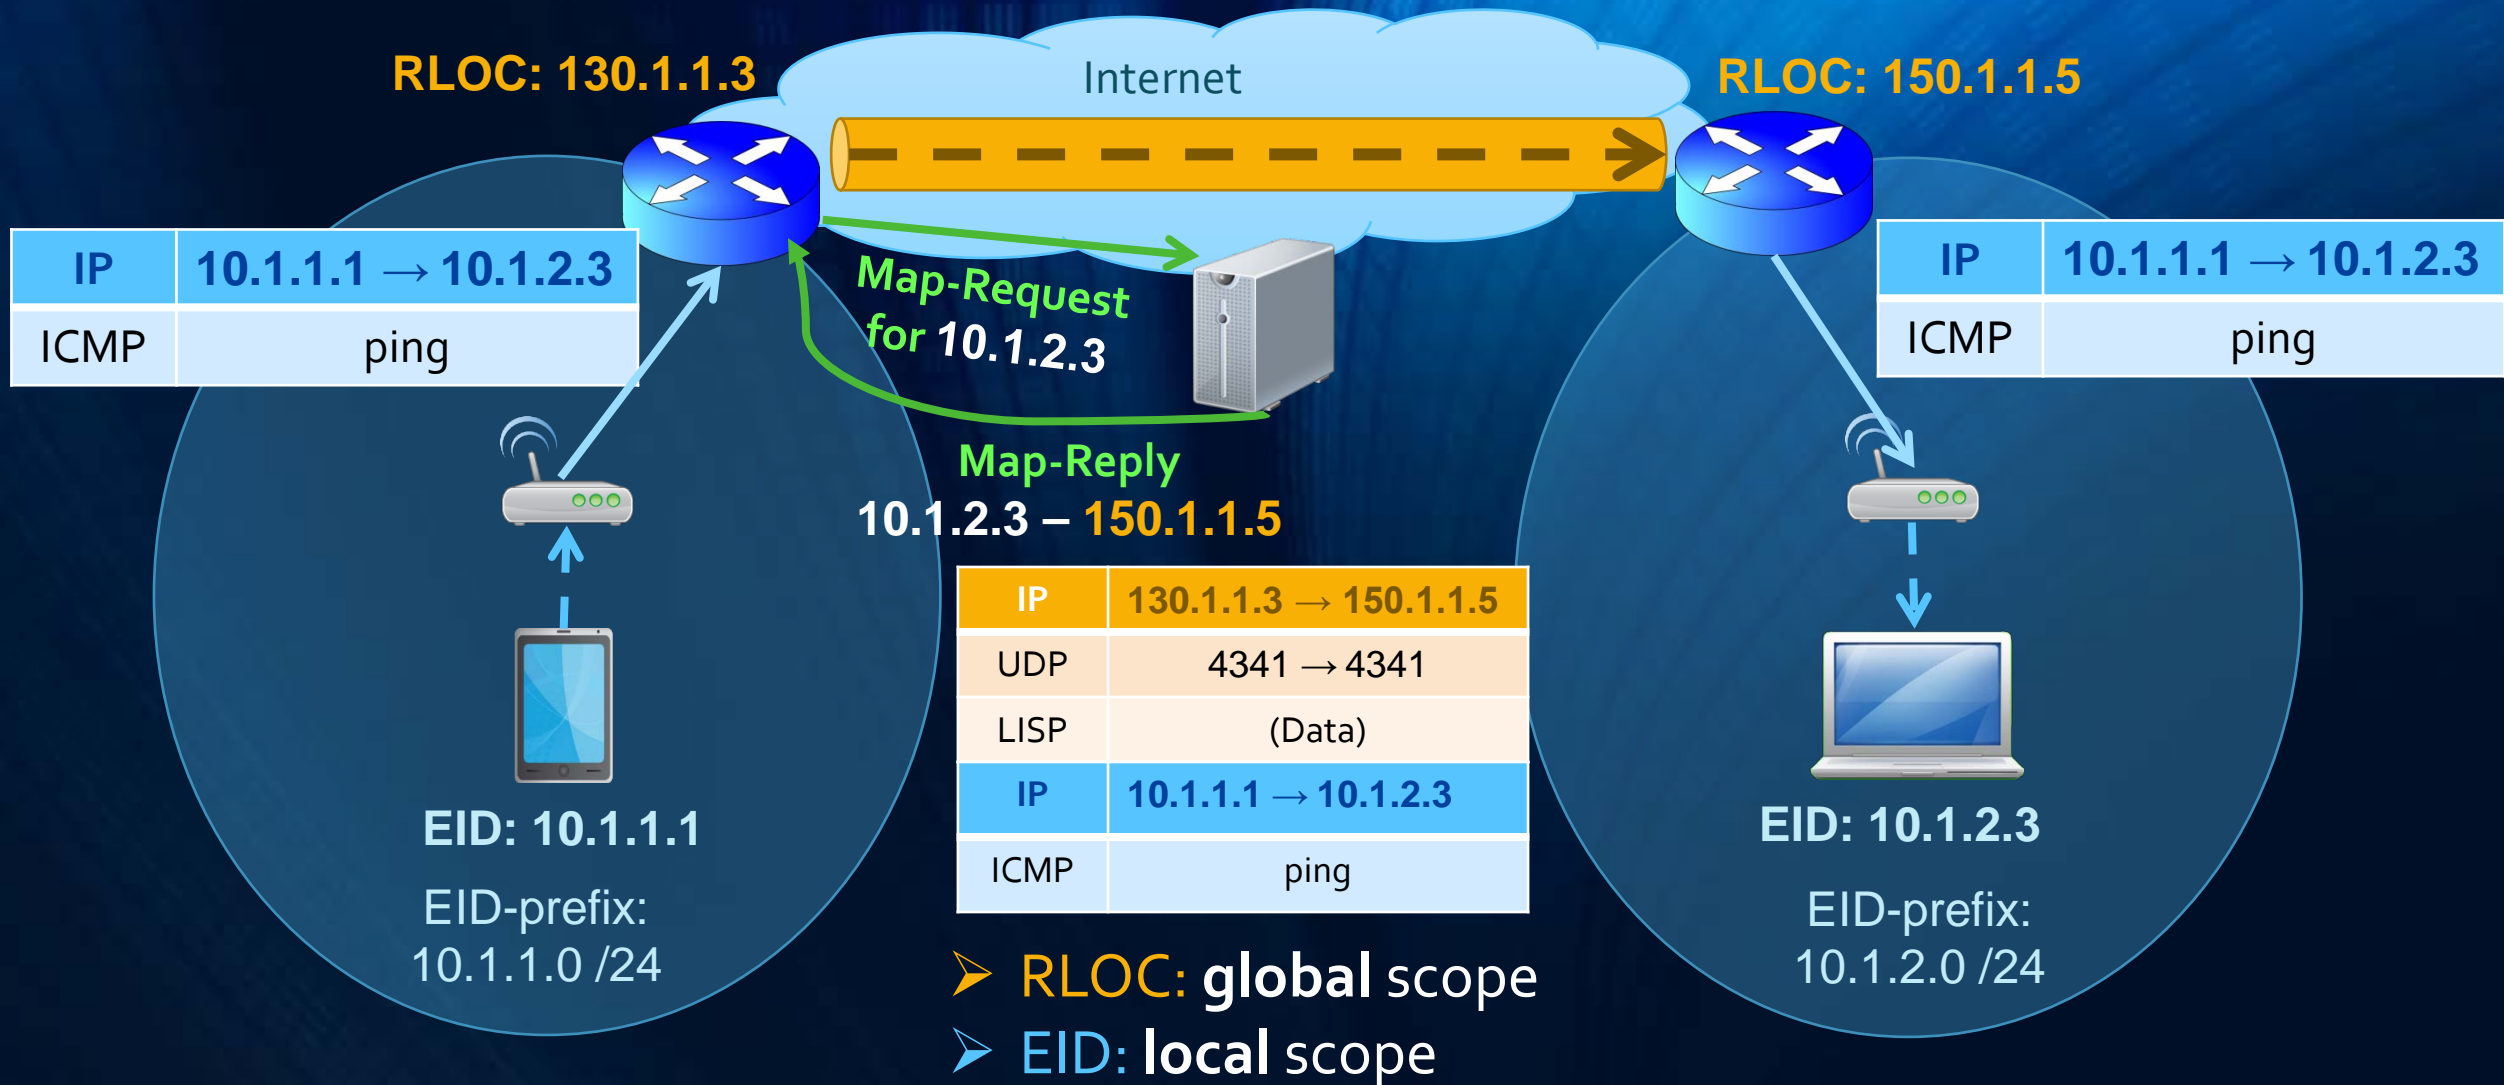 RLOC: 130.1.1.3
Internet
RLOC: 150.1.1.5
IP 10.1.1.1 → 10.1.2.3
ICMP ping
Map-Request
for 10.1.2.3
IP 10.1.1.1 → 10.1.2.3
ICMP ping
Map-Reply
10.1.2.3 – 150.1.1.5
IP 130.1.1.3 → 150.1.1.5
UDP 4341 → 4341
LISP (Data)
IP 10.1.1.1 → 10.1.2.3
ICMP ping
EID: 10.1.1.1
EID-prefix:
10.1.1.0 /24
EID: 10.1.2.3
EID-prefix:
10.1.2.0 /24
➢ RLOC: global scope
➢ EID: local scope